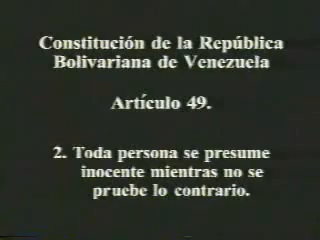 Constitución de la República
Bolivariana de Venezuela
Artículo 49.
2. Toda persona se presume
inocente mientras no se
pruebe lo contrario.